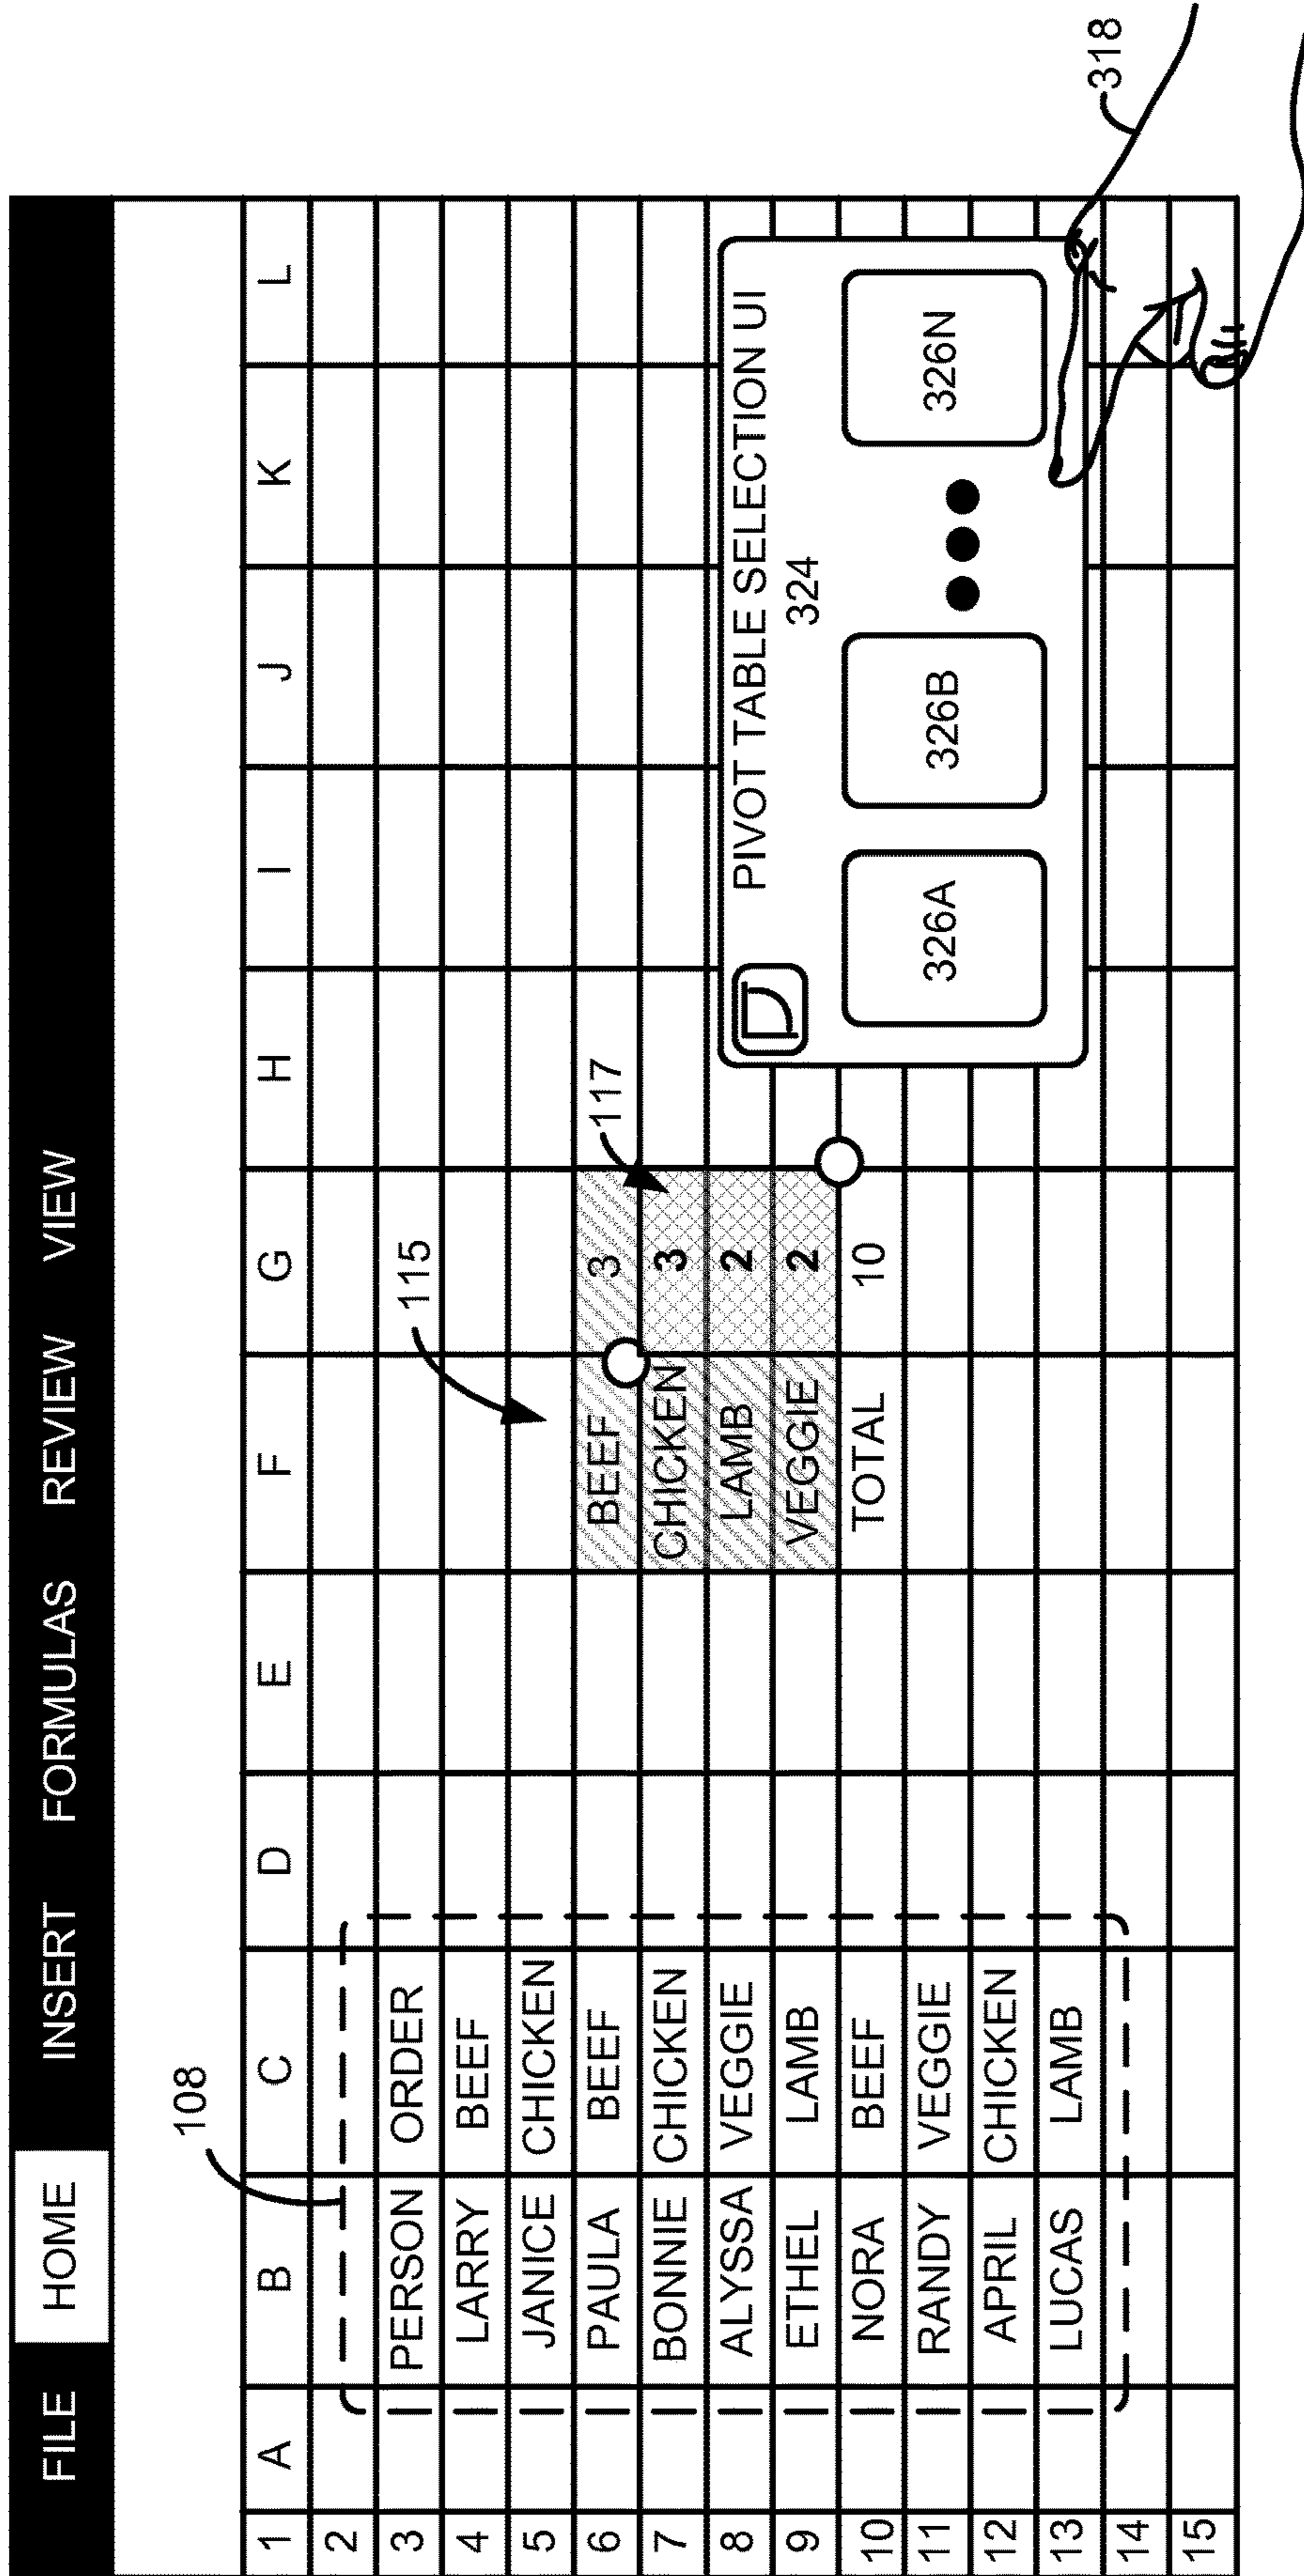 FILE HOME INSERT FORMULAS REVIEW VIEW
108
1 A B C D E F G H I J K L
2
3 PERSON ORDER 115
4 LARRY BEEF
5 JANICE CHICKEN
6 PAULA BEEF BEEF 3 117
7 BONNIE CHICKEN CHICKEN 3
8 ALYSSA VEGGIE LAMB 2 PIVOT TABLE SELECTION UI
9 ETHEL LAMB VEGGIE 2 324
10 NORA BEEF TOTAL 10
11 RANDY VEGGIE 326A 326B 326N
12 APRIL CHICKEN
13 LUCAS LAMB
318
14
15